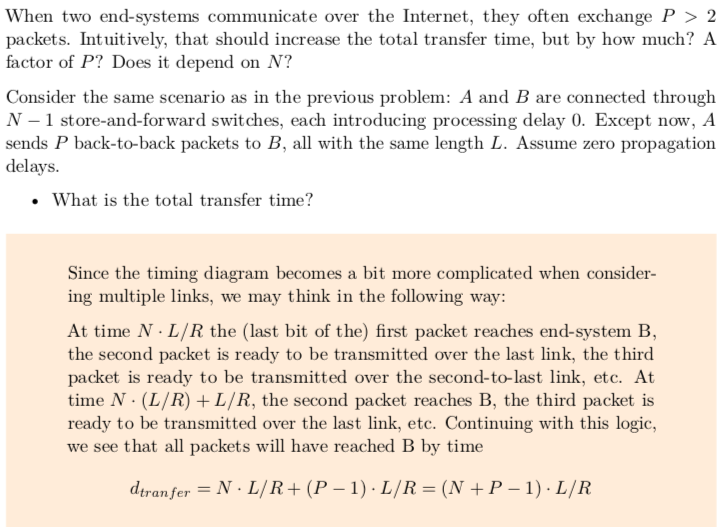 When two end-systems communicate over the Internet, they often exchange P > 2
packets. Intuitively, that should increase the total transfer time, but by how much? A
factor of P? Does it depend on N?
Consider the same scenario as in the previous problem: A and B are connected through
N − 1 store-and-forward switches, each introducing processing delay 0. Except now, A
sends P back-to-back packets to B, all with the same length L. Assume zero propagation
delays.
• What is the total transfer time?
Since the timing diagram becomes a bit more complicated when consider-
ing multiple links, we may think in the following way:
At time N · L/R the (last bit of the) first packet reaches end-system B,
the second packet is ready to be transmitted over the last link, the third
packet is ready to be transmitted over the second-to-last link, etc. At
time N · (L/R) + L/R, the second packet reaches B, the third packet is
ready to be transmitted over the last link, etc. Continuing with this logic,
we see that all packets will have reached B by time
d_{tranfer} = N · L/R + (P − 1) · L/R = (N + P − 1) · L/R